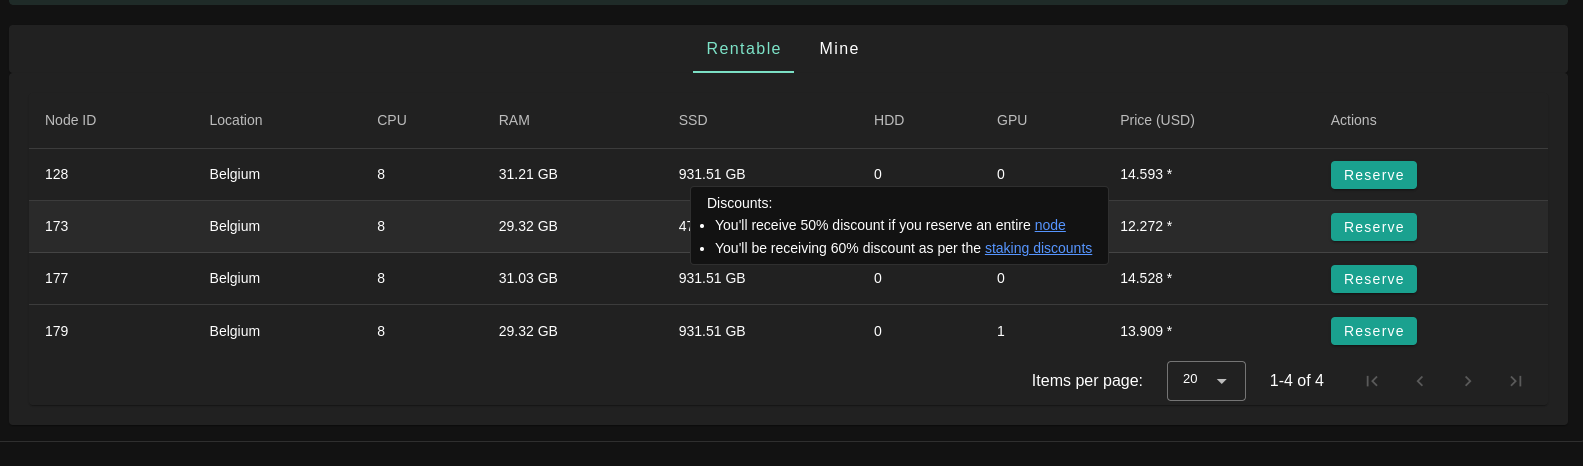 Rentable Mine
Node ID Location CPU RAM SSD HDD GPU Price (USD) Actions
128 Belgium 8 31.21 GB 931.51 GB 0 0 14.593 * Reserve
173 Belgium 8 29.32 GB 12.272 * Reserve
Discounts:
• You'll receive 50% discount if you reserve an entire node
• You'll be receiving 60% discount as per the staking discounts
177 Belgium 8 31.03 GB 931.51 GB 0 0 14.528 * Reserve
179 Belgium 8 29.32 GB 931.51 GB 0 1 13.909 * Reserve
Items per page: 20 1-4 of 4